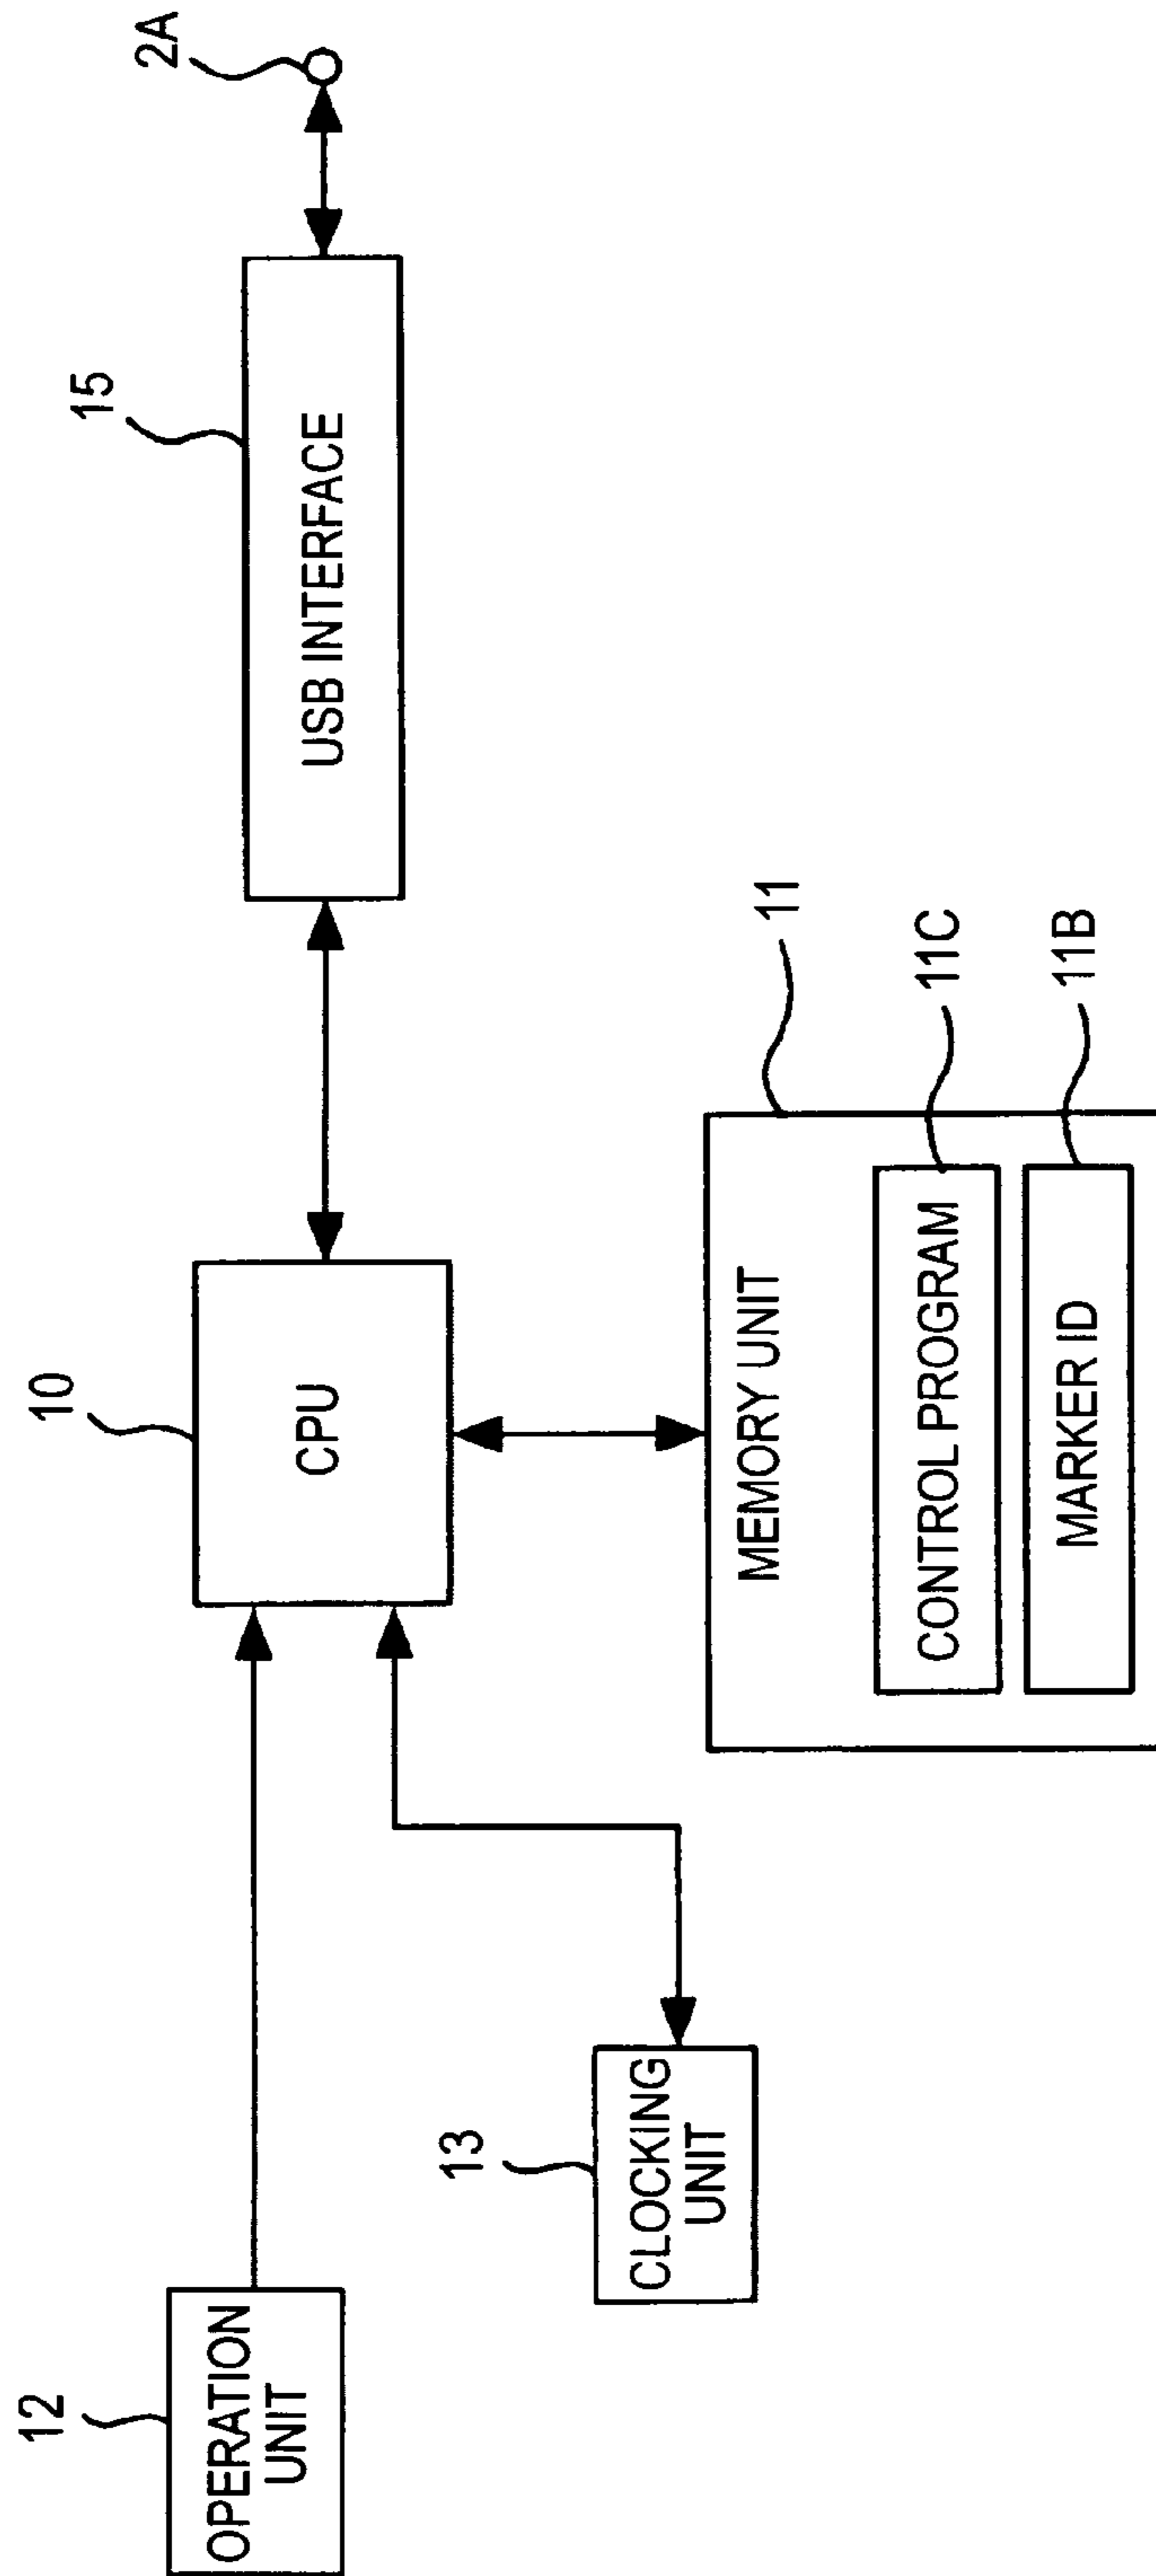 12
OPERATION
UNIT
13
CLOCKING
UNIT
10
CPU
15
USB INTERFACE
2A
11
MEMORY UNIT
11C
CONTROL PROGRAM
11B
MARKER ID